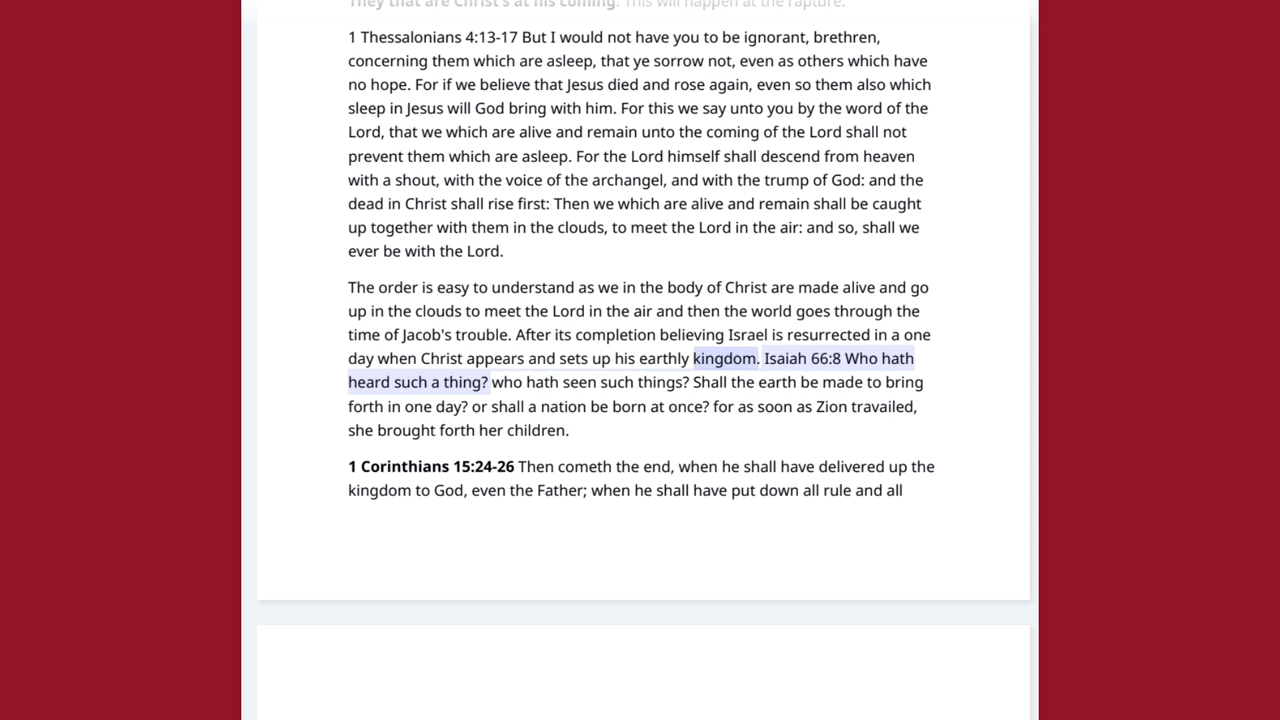 They that are Christ's at his coming. This will happen at the rapture.
1 Thessalonians 4:13-17 But I would not have you to be ignorant, brethren,
concerning them which are asleep, that ye sorrow not, even as others which have
no hope. For if we believe that Jesus died and rose again, even so them also which
sleep in Jesus will God bring with him. For this we say unto you by the word of the
Lord, that we which are alive and remain unto the coming of the Lord shall not
prevent them which are asleep. For the Lord himself shall descend from heaven
with a shout, with the voice of the archangel, and with the trump of God: and the
dead in Christ shall rise first: Then we which are alive and remain shall be caught
up together with them in the clouds, to meet the Lord in the air: and so, shall we
ever be with the Lord.
The order is easy to understand as we in the body of Christ are made alive and go
up in the clouds to meet the Lord in the air and then the world goes through the
time of Jacob's trouble. After its completion believing Israel is resurrected in a one
day when Christ appears and sets up his earthly kingdom. Isaiah 66:8 Who hath
heard such a thing? who hath seen such things? Shall the earth be made to bring
forth in one day? or shall a nation be born at once? for as soon as Zion travailed,
she brought forth her children.
1 Corinthians 15:24-26 Then cometh the end, when he shall have delivered up the
kingdom to God, even the Father; when he shall have put down all rule and all